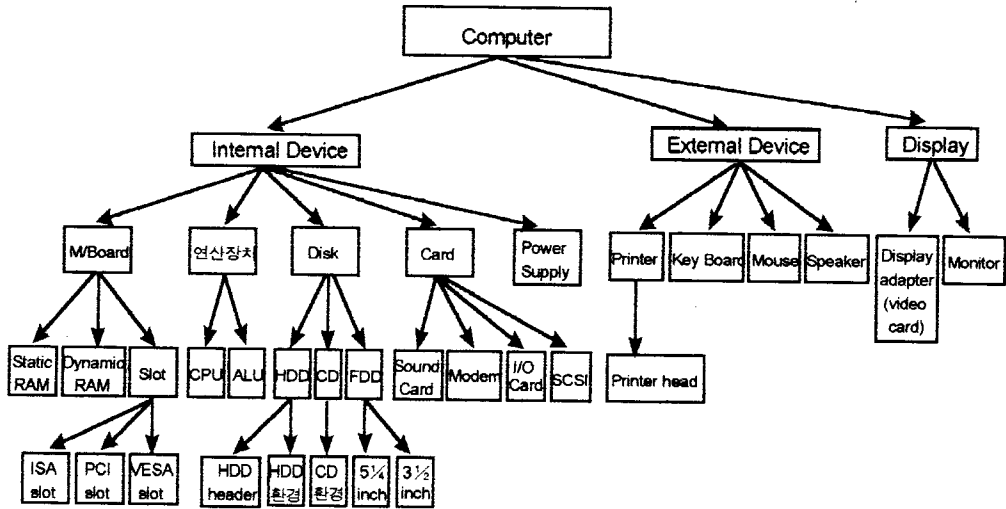 Computer
Internal Device
External Device
Display
M/Board
연산장치
Disk
Card
Power
Supply
Printer
Key Board
Mouse
Speaker
Display
adapter
(video
card)
Monitor
Static
RAM
Dynamic
RAM
Slot
CPU
ALU
HDD
CD
FDD
Sound
Card
Modem
I/O
Card
SCSI
Printer head
ISA
slot
PCI
slot
VESA
slot
HDD
header
HDD
환경
CD
환경
5¼
inch
3½
inch